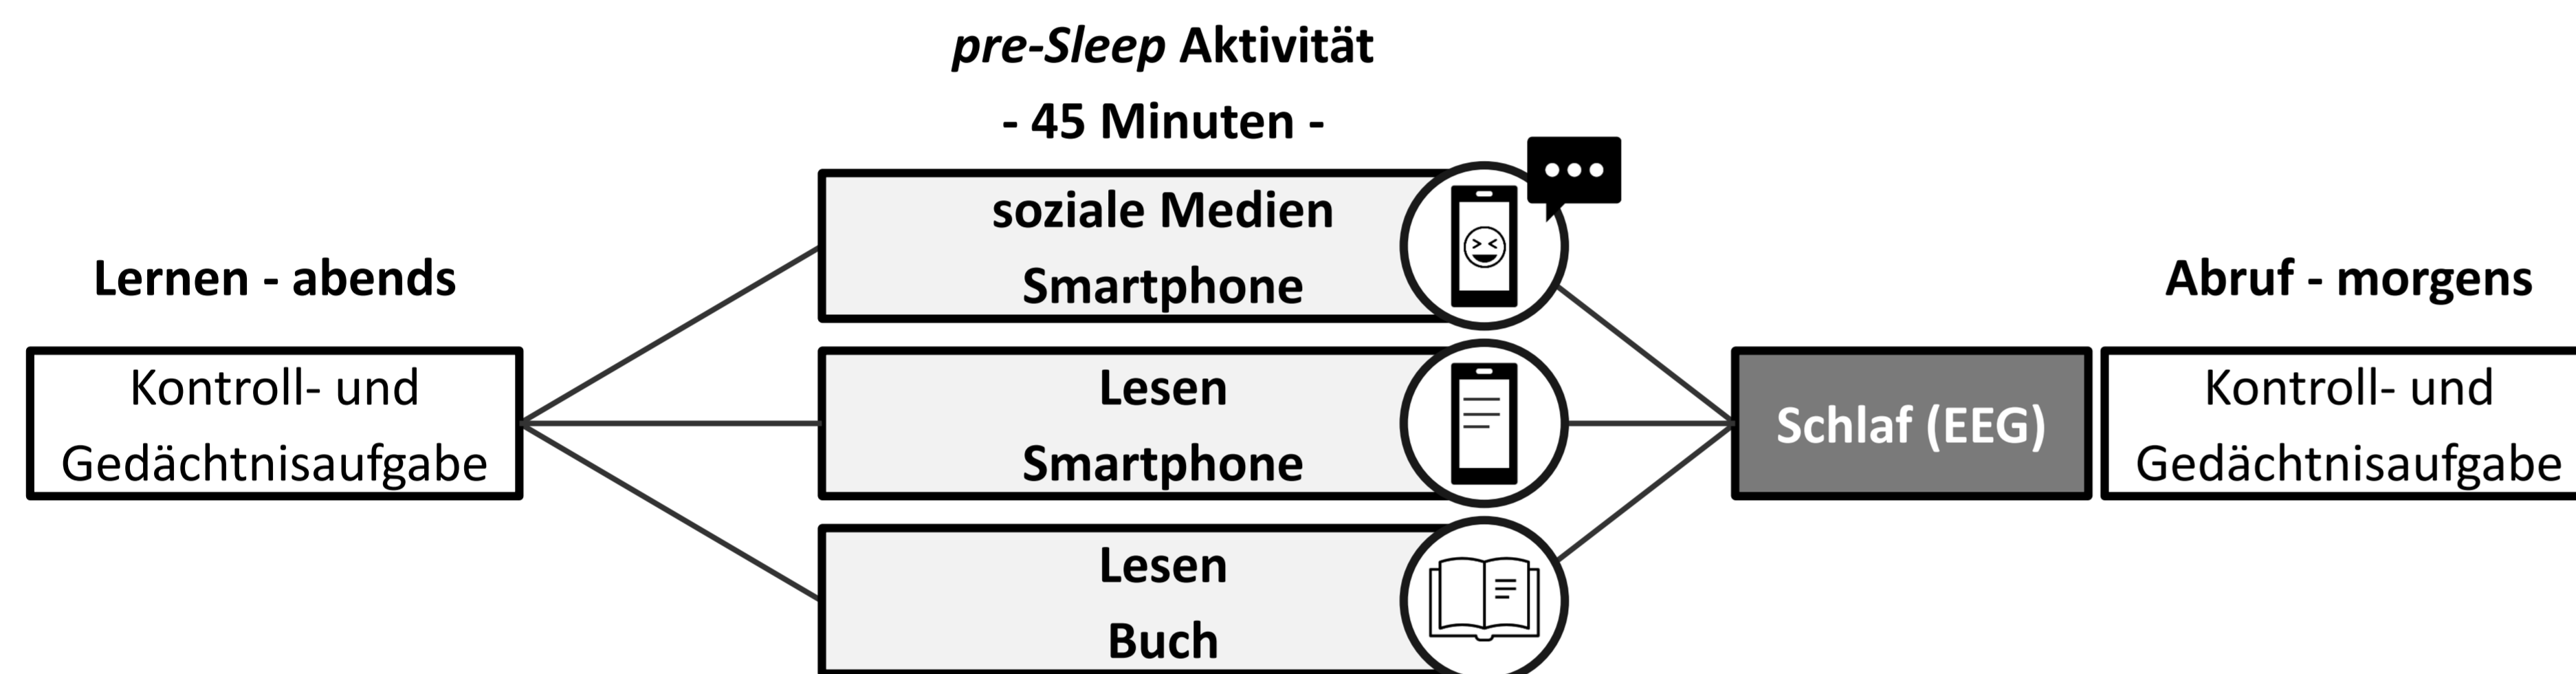 pre-Sleep Aktivität
- 45 Minuten -
Lernen - abends
Kontroll- und
Gedächtnisaufgabe
soziale Medien
Smartphone
Lesen
Smartphone
Lesen
Buch
Schlaf (EEG)
Abruf - morgens
Kontroll- und
Gedächtnisaufgabe